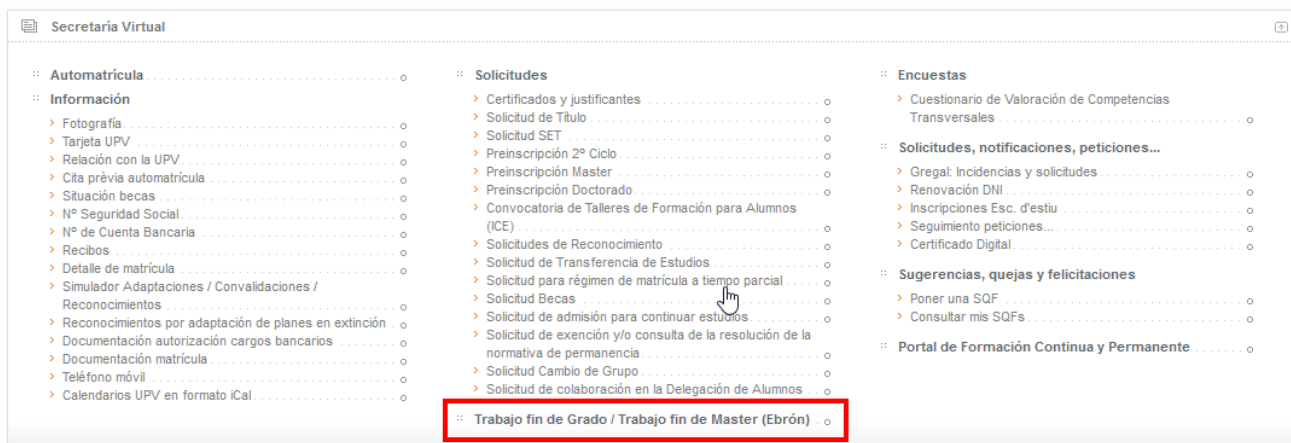 Secretaría Virtual
Automatrícula
Información
Fotografía
Tarjeta UPV
Relación con la UPV
Cita prèvia automatrícula
Situación becas
Nº Seguridad Social
Nº de Cuenta Bancaria
Recibos
Detalle de matrícula
Simulador Adaptaciones / Convalidaciones /
Reconocimientos
Reconocimientos por adaptación de planes en extinción
Documentación autorización cargos bancarios
Documentación matrícula
Teléfono móvil
Calendarios UPV en formato iCal
Solicitudes
Certificados y justificantes
Solicitud de Título
Solicitud SET
Preinscripción 2º Ciclo
Preinscripción Master
Preinscripción Doctorado
Convocatoria de Talleres de Formación para Alumnos
(ICE)
Solicitudes de Reconocimiento
Solicitud de Transferencia de Estudios
Solicitud para régimen de matrícula a tiempo parcial
Solicitud Becas
Solicitud de admisión para continuar estudios
Solicitud de exención y/o consulta de la resolución de la
normativa de permanencia
Solicitud Cambio de Grupo
Solicitud de colaboración en la Delegación de Alumnos
Trabajo fin de Grado / Trabajo fin de Master (Ebrón)
Encuestas
Cuestionario de Valoración de Competencias
Transversales
Solicitudes, notificaciones, peticiones...
Gregal: Incidencias y solicitudes
Renovación DNI
Inscripciones Esc. d'estiu
Seguimiento peticiones...
Certificado Digital
Sugerencias, quejas y felicitaciones
Poner una SQF
Consultar mis SQFs
Portal de Formación Continua y Permanente